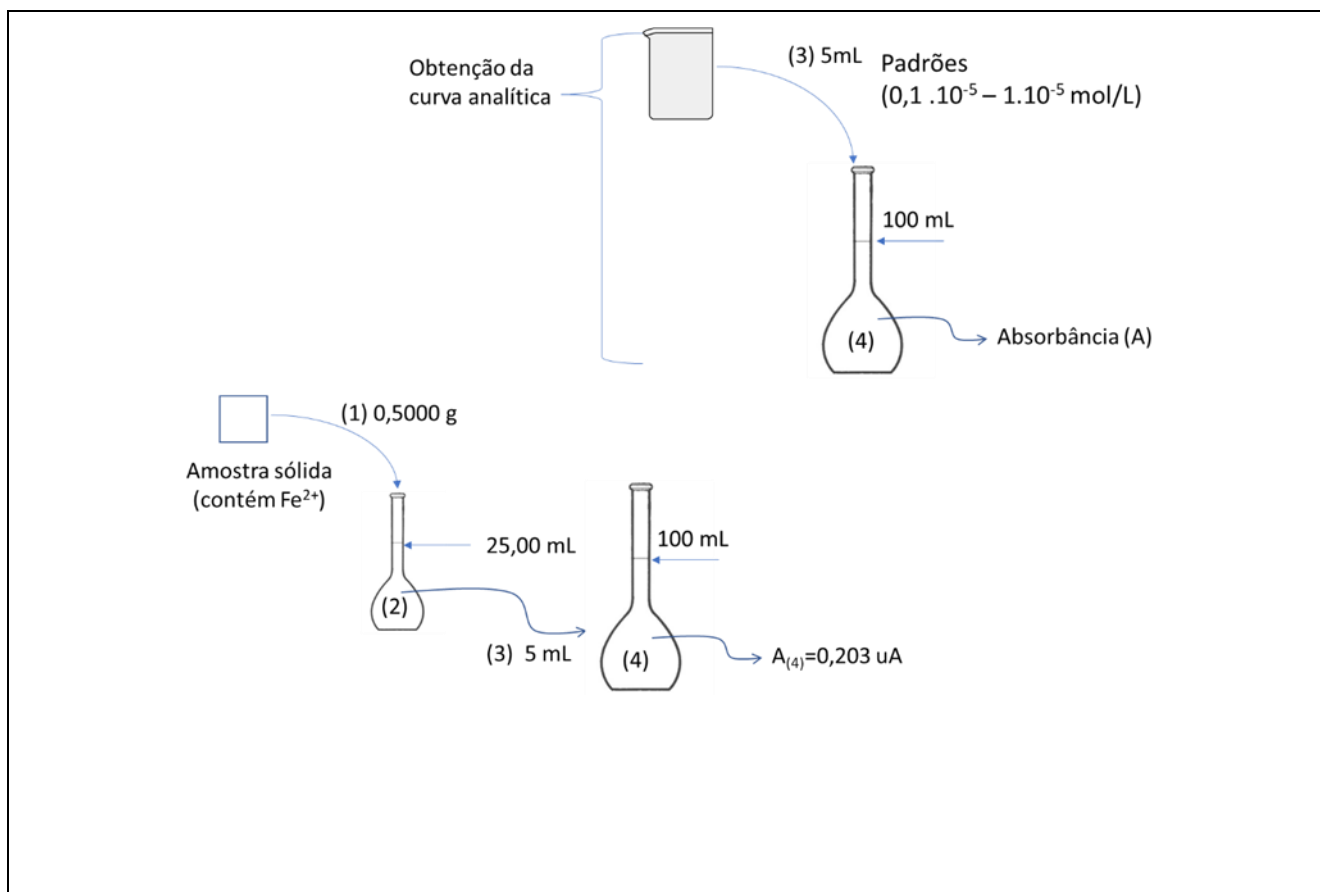 Obtenção da
curva analítica
(3) 5mL
Padrões
(0,1 .10⁻⁵ – 1.10⁻⁵ mol/L)
100 mL
(4)
Absorbância (A)
(1) 0,5000 g
Amostra sólida
(contém Fe²⁺)
25,00 mL
(2)
(3) 5 mL
100 mL
(4)
A₍₄₎=0,203 uA